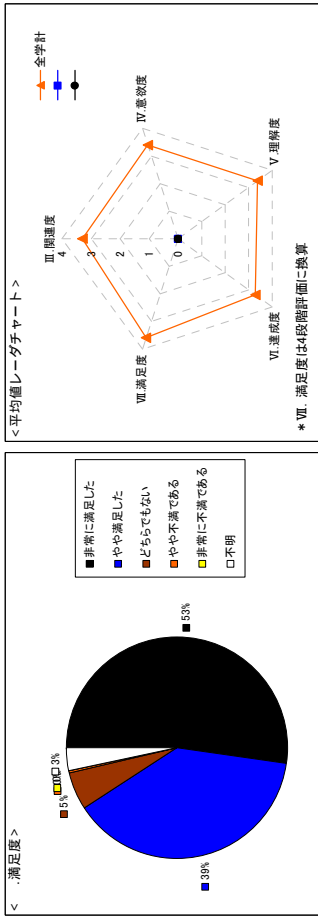 < .満足度>
非常に満足した
やや満足した
どちらでもない
やや不満である
非常に不満である
不明
53%
39%
5%
3%
<平均値レーダチャート>
全学計
Ⅲ.関連度
Ⅳ.意欲度
Ⅴ.理解度
Ⅵ.達成度
Ⅶ.満足度
4
3
2
1
0
*Ⅶ. 満足度は4段階評価に換算